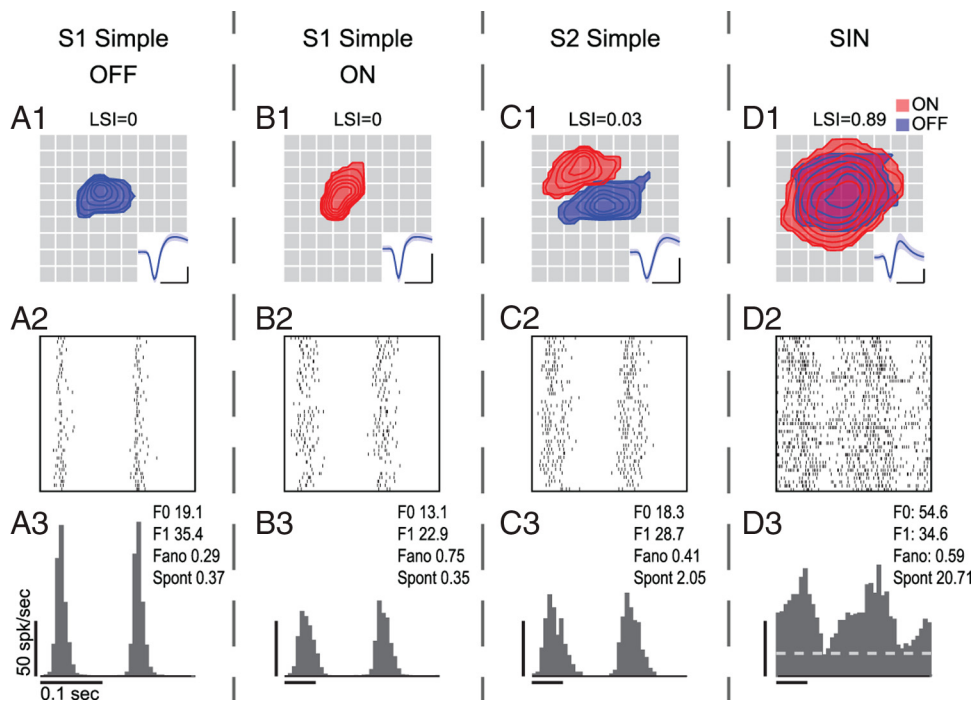 S1 Simple
OFF
S1 Simple
ON
S2 Simple
SIN
A1
LSI=0
B1
LSI=0
C1
LSI=0.03
D1
LSI=0.89
ON
OFF
A2
B2
C2
D2
A3
F0 19.1
F1 35.4
Fano 0.29
Spont 0.37
50 spk/sec
0.1 sec
B3
F0 13.1
F1 22.9
Fano 0.75
Spont 0.35
C3
F0 18.3
F1 28.7
Fano 0.41
Spont 2.05
D3
F0: 54.6
F1: 34.6
Fano: 0.59
Spont 20.71